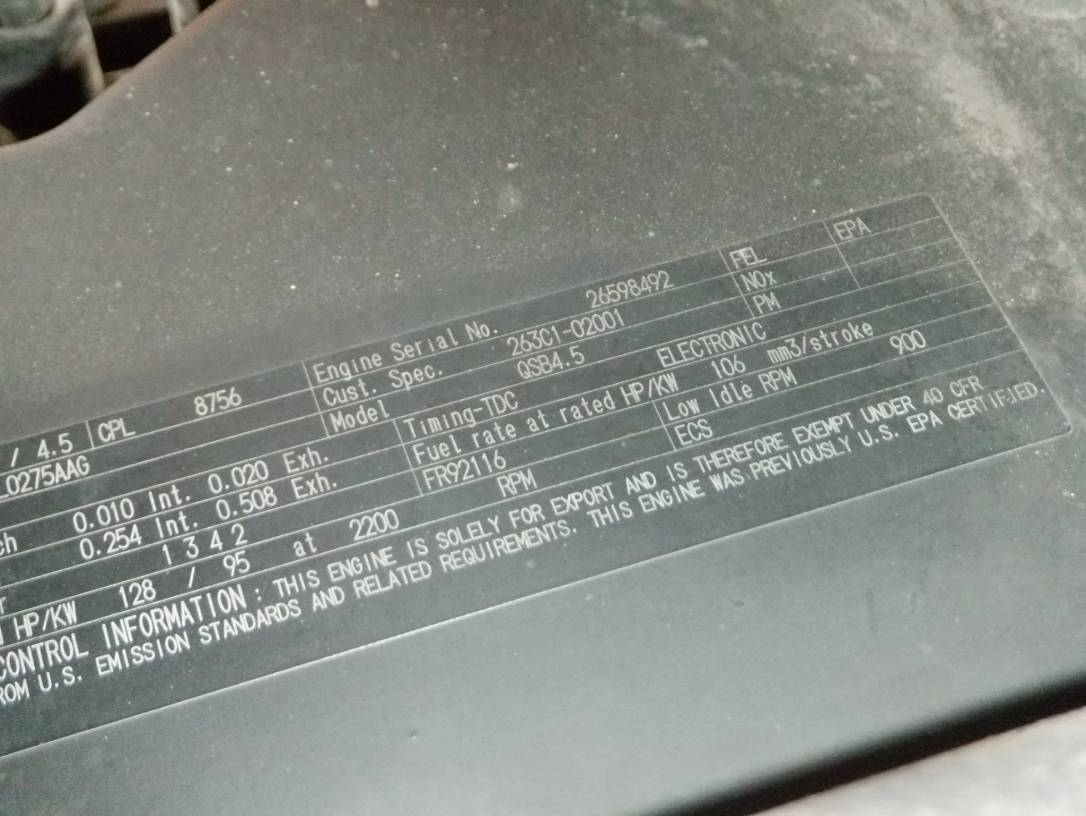 / 4.5 CPL 8756 Engine Serial No. 26598492 FEL EPA
0275AAG Cust. Spec. 263C1-02001 NOx
Model QSB4.5 PM
0.010 Int. 0.020 Exh. Timing-TDC ELECTRONIC
0.254 Int. 0.508 Exh. Fuel rate at rated HP/KW 106 mm3/stroke
1 3 4 2 FR92116 Low Idle RPM 900
HP/KW 128 / 95 at 2200 RPM ECS
CONTROL INFORMATION : THIS ENGINE IS SOLELY FOR EXPORT AND IS THEREFORE EXEMPT UNDER 40 CFR
U.S. EMISSION STANDARDS AND RELATED REQUIREMENTS. THIS ENGINE WAS PREVIOUSLY U.S. EPA CERTIFIED.